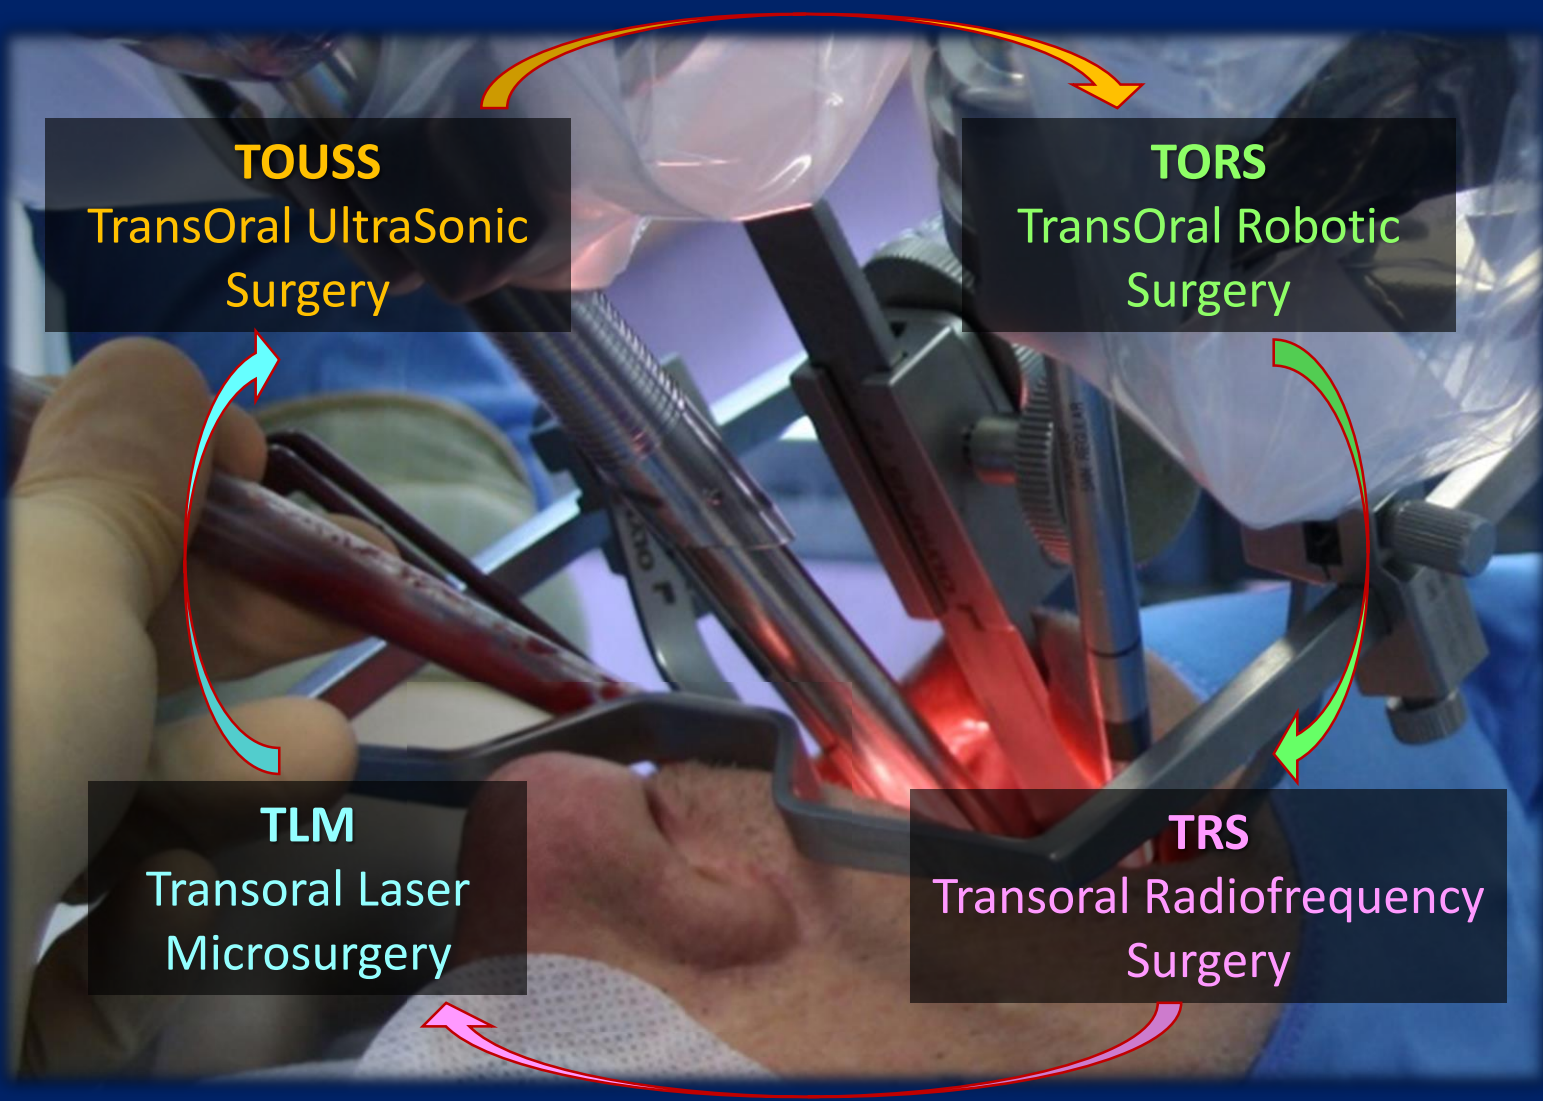 TOUSS
TransOral UltraSonic
Surgery
TORS
TransOral Robotic
Surgery
TLM
Transoral Laser
Microsurgery
TRS
Transoral Radiofrequency
Surgery